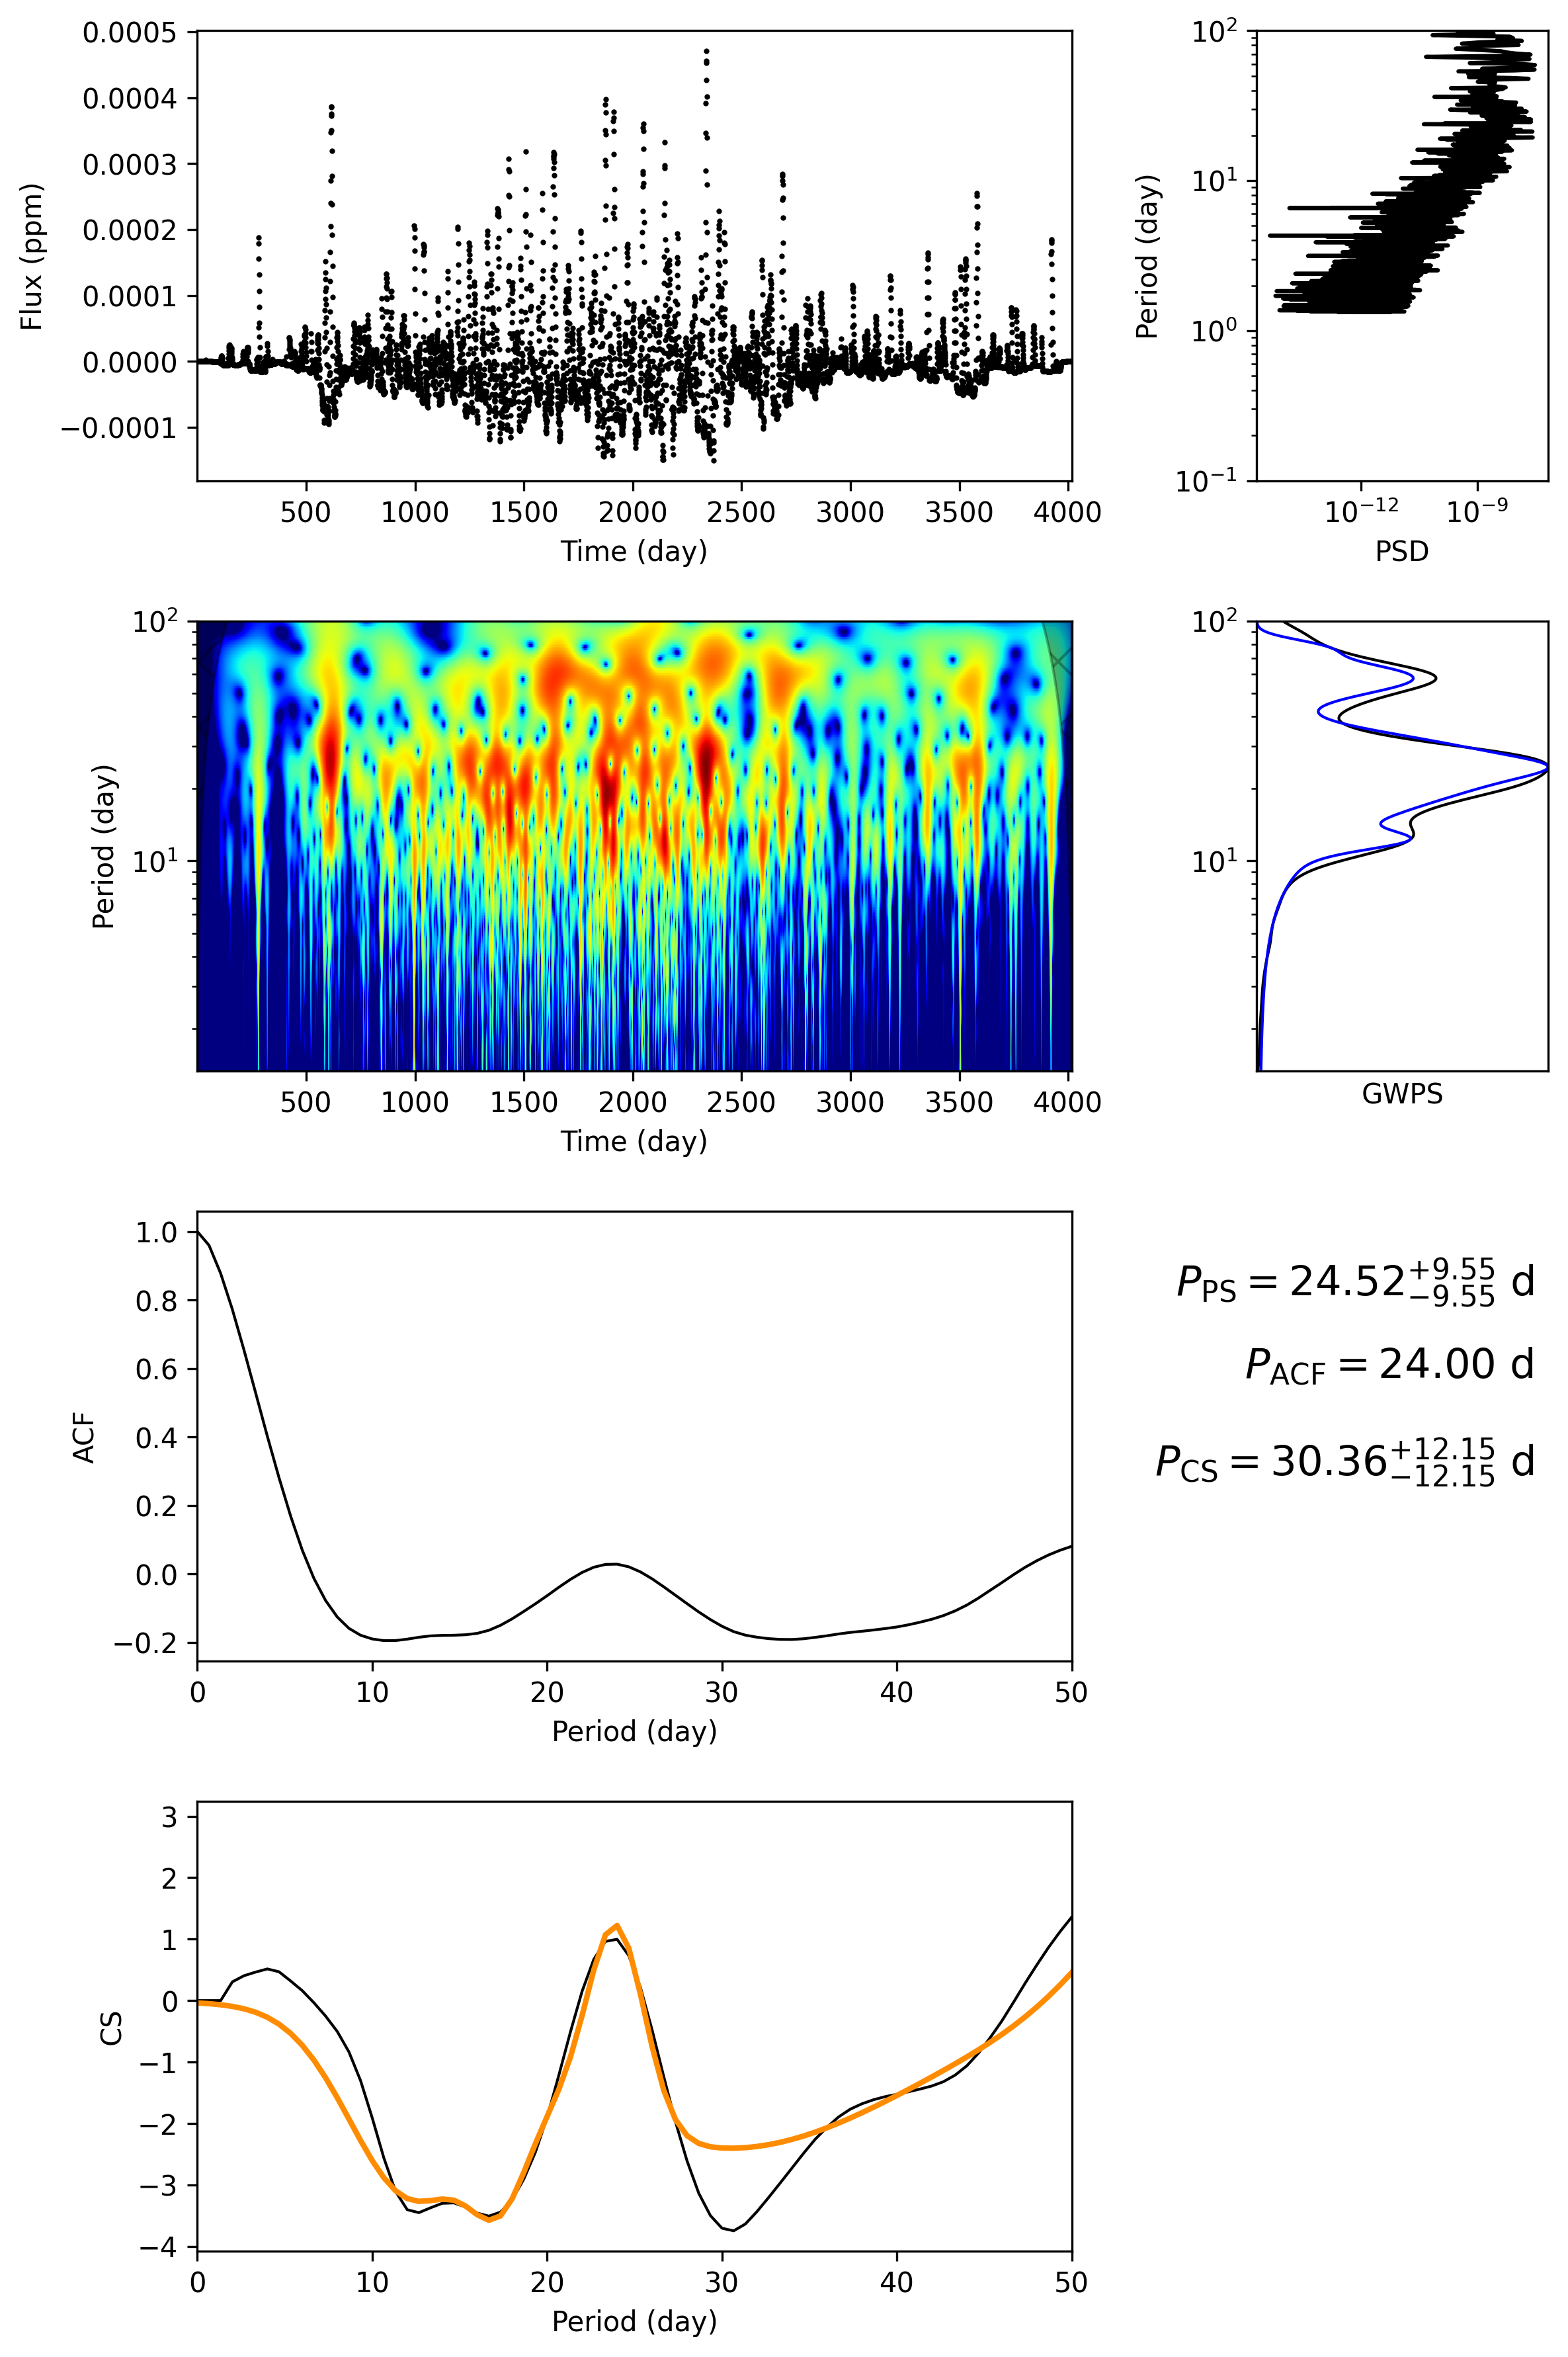 0.0005
0.0004
0.0003
0.0002
0.0001
0.0000
−0.0001
Flux (ppm)
500 1000 1500 2000 2500 3000 3500 4000
Time (day)
10^2
10^1
10^0
10^−1
Period (day)
10^−12 10^−9
PSD
10^2
10^1
Period (day)
500 1000 1500 2000 2500 3000 3500 4000
Time (day)
10^2
10^1
GWPS
1.0
0.8
0.6
0.4
0.2
0.0
−0.2
ACF
0 10 20 30 40 50
Period (day)
P_PS = 24.52^{+9.55}_{−9.55} d
P_ACF = 24.00 d
P_CS = 30.36^{+12.15}_{−12.15} d
3
2
1
0
−1
−2
−3
−4
CS
0 10 20 30 40 50
Period (day)